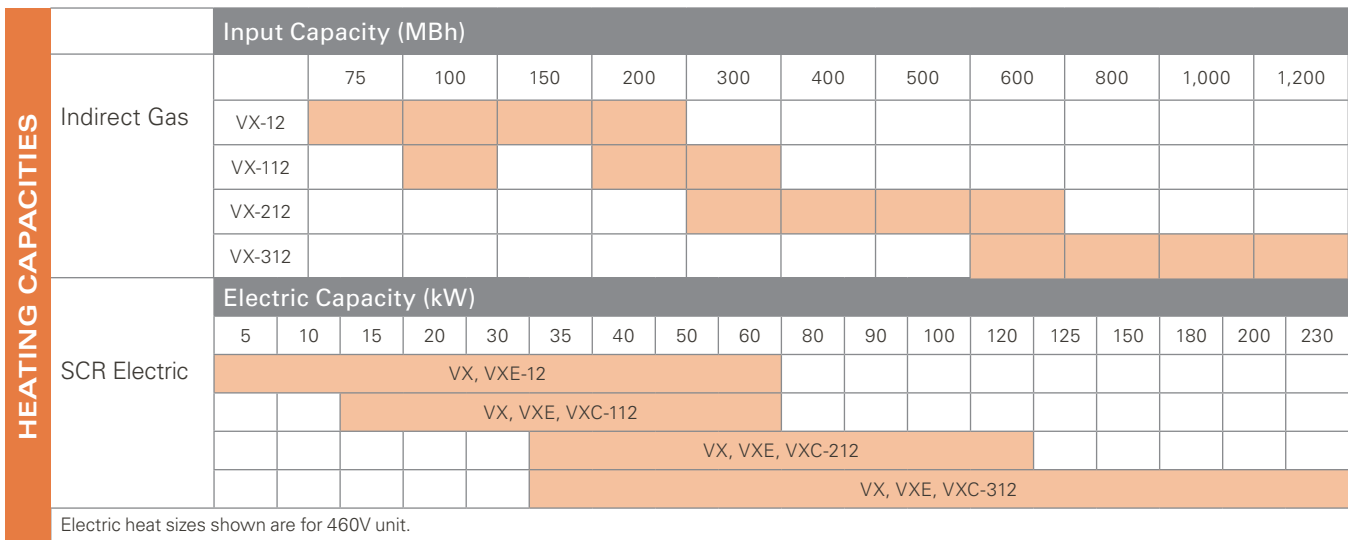 HEATING CAPACITIES
Input Capacity (MBh)
75 100 150 200 300 400 500 600 800 1,000 1,200
Indirect Gas
VX-12
VX-112
VX-212
VX-312
Electric Capacity (kW)
5 10 15 20 30 35 40 50 60 80 90 100 120 125 150 180 200 230
SCR Electric
VX, VXE-12
VX, VXE, VXC-112
VX, VXE, VXC-212
VX, VXE, VXC-312
Electric heat sizes shown are for 460V unit.